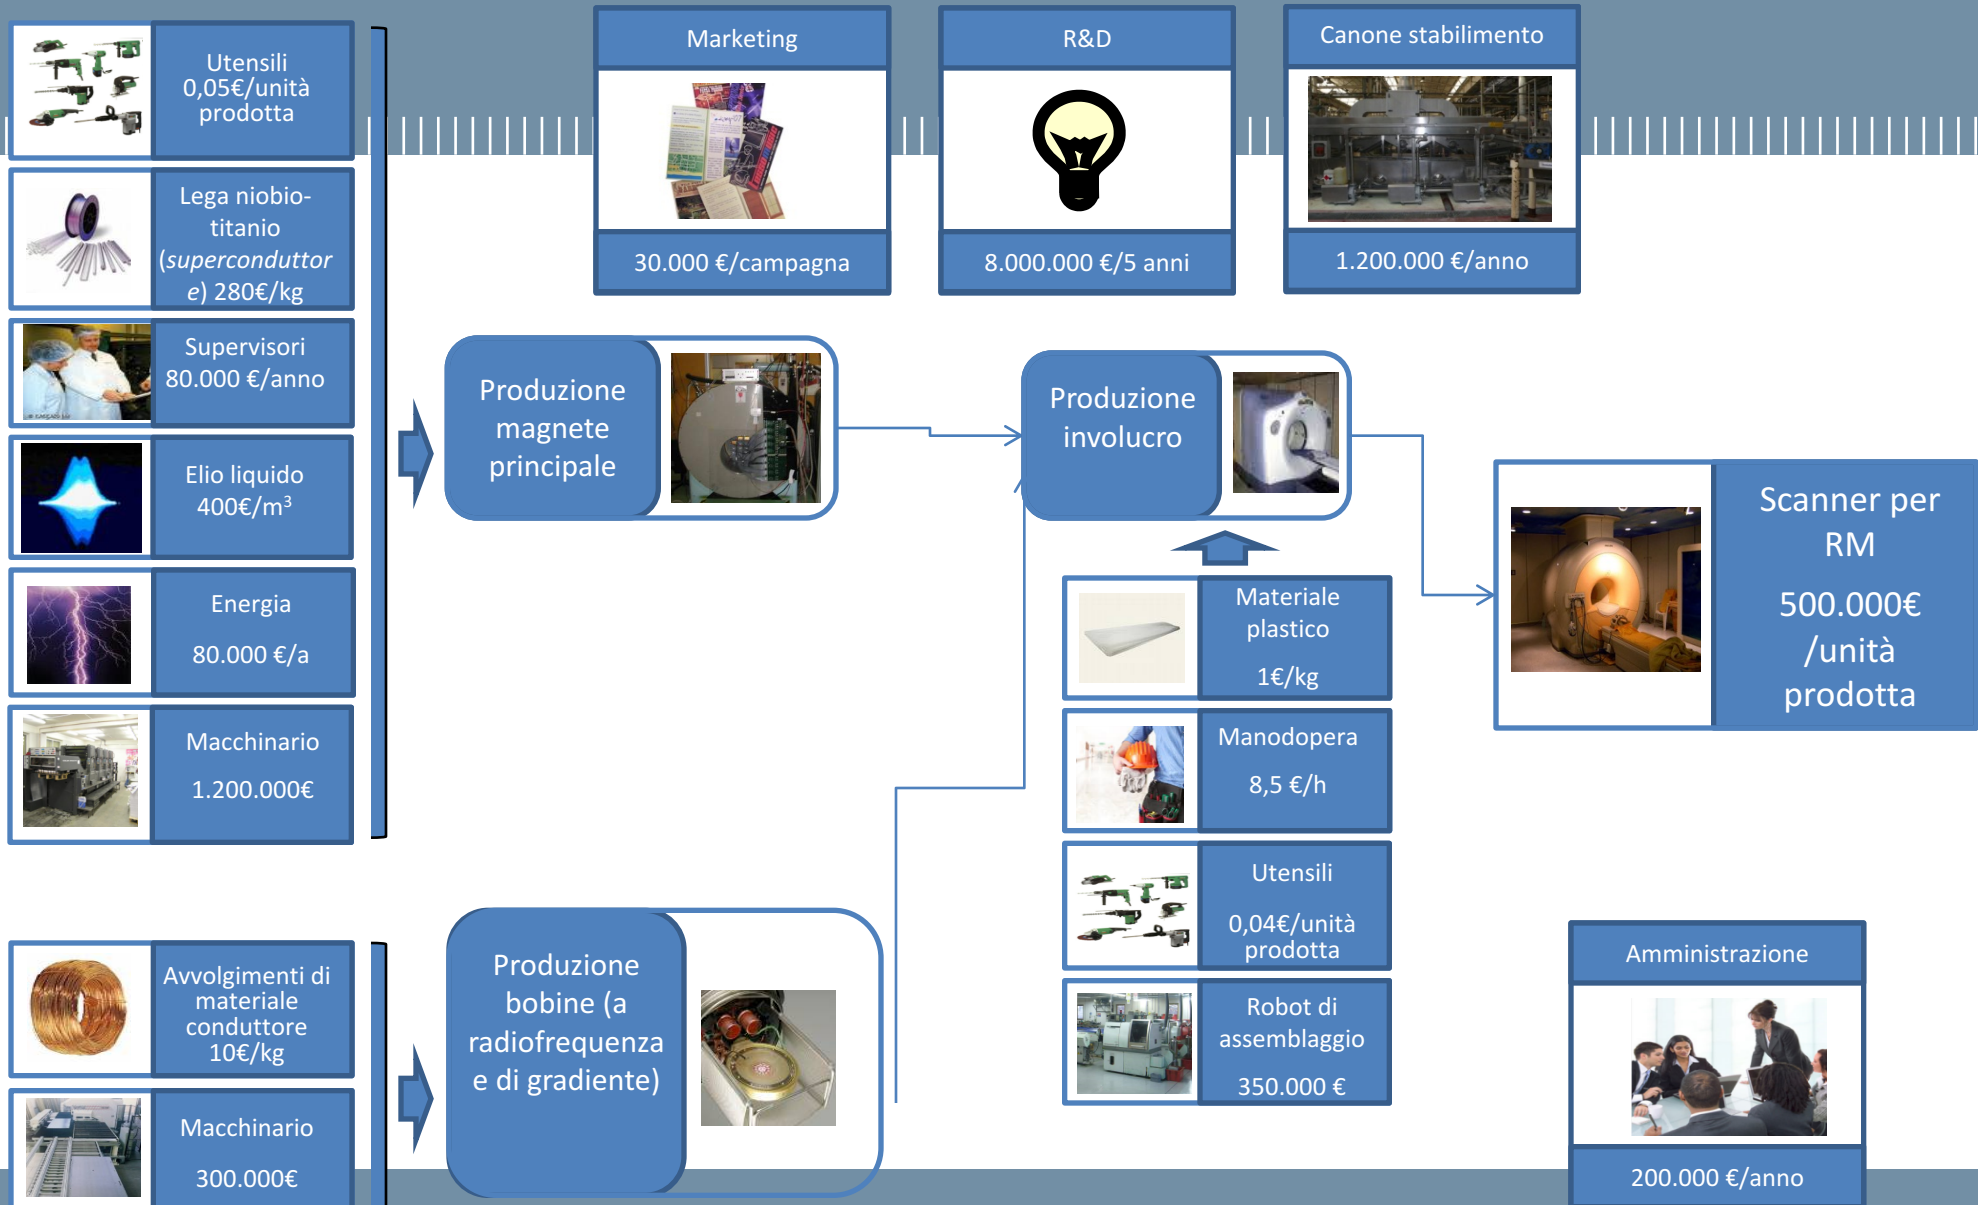 Utensili
0,05€/unità
prodotta
Lega niobio-
titanio
(superconduttor
e) 280€/kg
Supervisori
80.000 €/anno
Elio liquido
400€/m³
Energia
80.000 €/a
Macchinario
1.200.000€
Avvolgimenti di
materiale
conduttore
10€/kg
Macchinario
300.000€
Marketing
30.000 €/campagna
R&D
8.000.000 €/5 anni
Canone stabilimento
1.200.000 €/anno
Produzione
magnete
principale
Produzione
involucro
Produzione
bobine (a
radiofrequenza
e di gradiente)
Materiale
plastico
1€/kg
Manodopera
8,5 €/h
Utensili
0,04€/unità
prodotta
Robot di
assemblaggio
350.000 €
Scanner per
RM
500.000€
/unità
prodotta
Amministrazione
200.000 €/anno